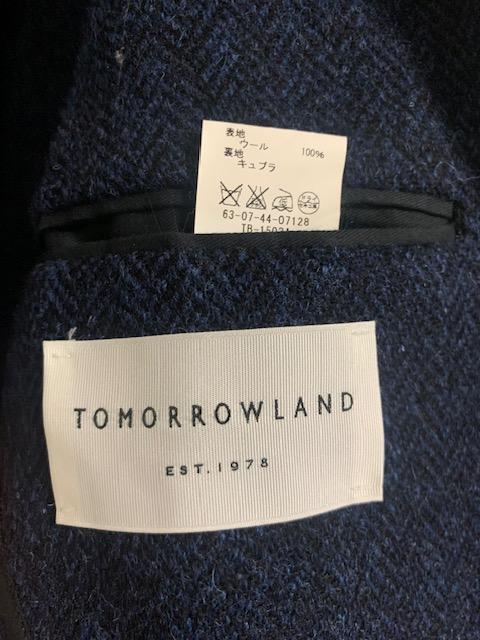 表地
ウール 100%
裏地
キュプラ
63-07-44-07128
TOMORROWLAND
EST.1978